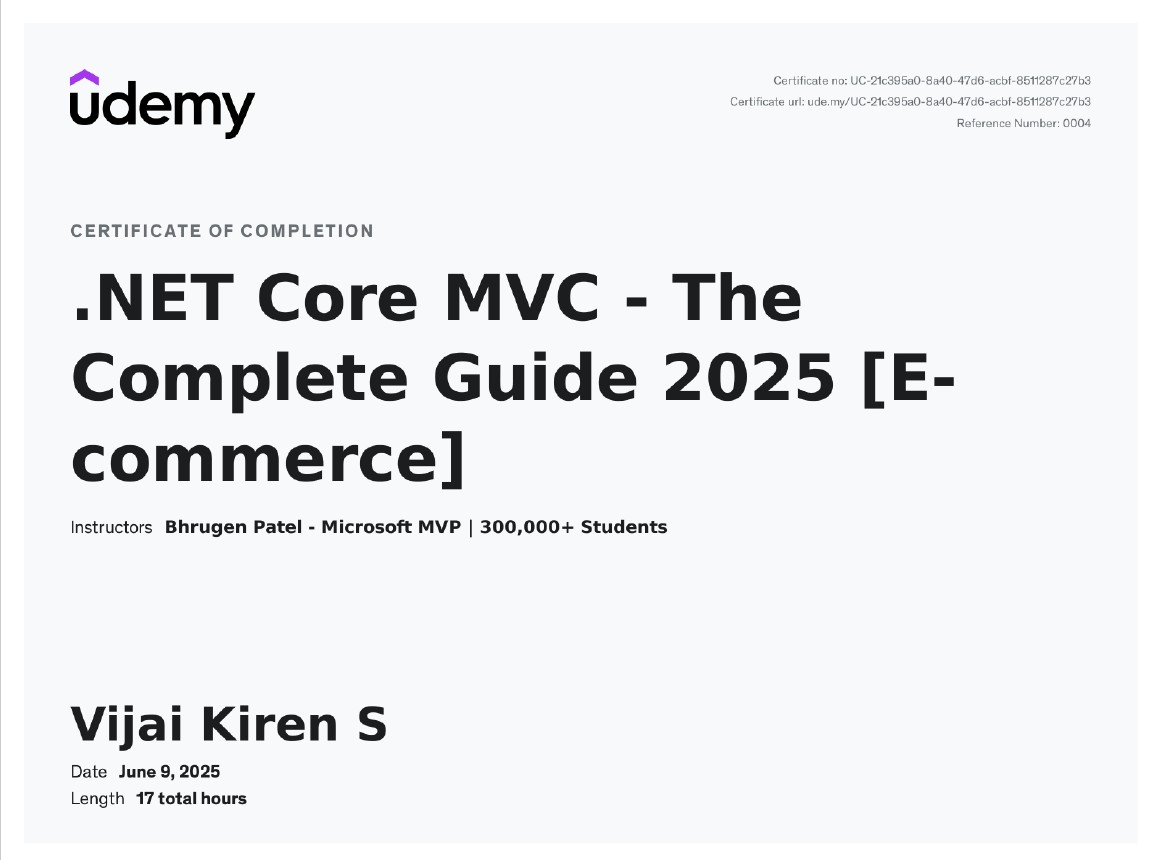 udemy
Certificate no: UC-21c395a0-8a40-47d6-acbf-8511287c27b3
Certificate url: ude.my/UC-21c395a0-8a40-47d6-acbf-8511287c27b3
Reference Number: 0004
CERTIFICATE OF COMPLETION
.NET Core MVC - The
Complete Guide 2025 [E-
commerce]
Instructors Bhrugen Patel - Microsoft MVP | 300,000+ Students
Vijai Kiren S
Date June 9, 2025
Length 17 total hours